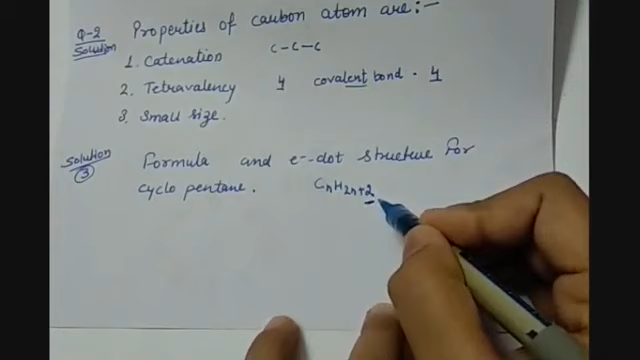 Q-2 Properties of carbon atom are:-
Solution
1. Catenation C-C-C
2. Tetravalency 4 covalent bond. 4
3. Small size.
Solution Formula and e-dot structure for
3 cyclo pentane. CnH2n+2